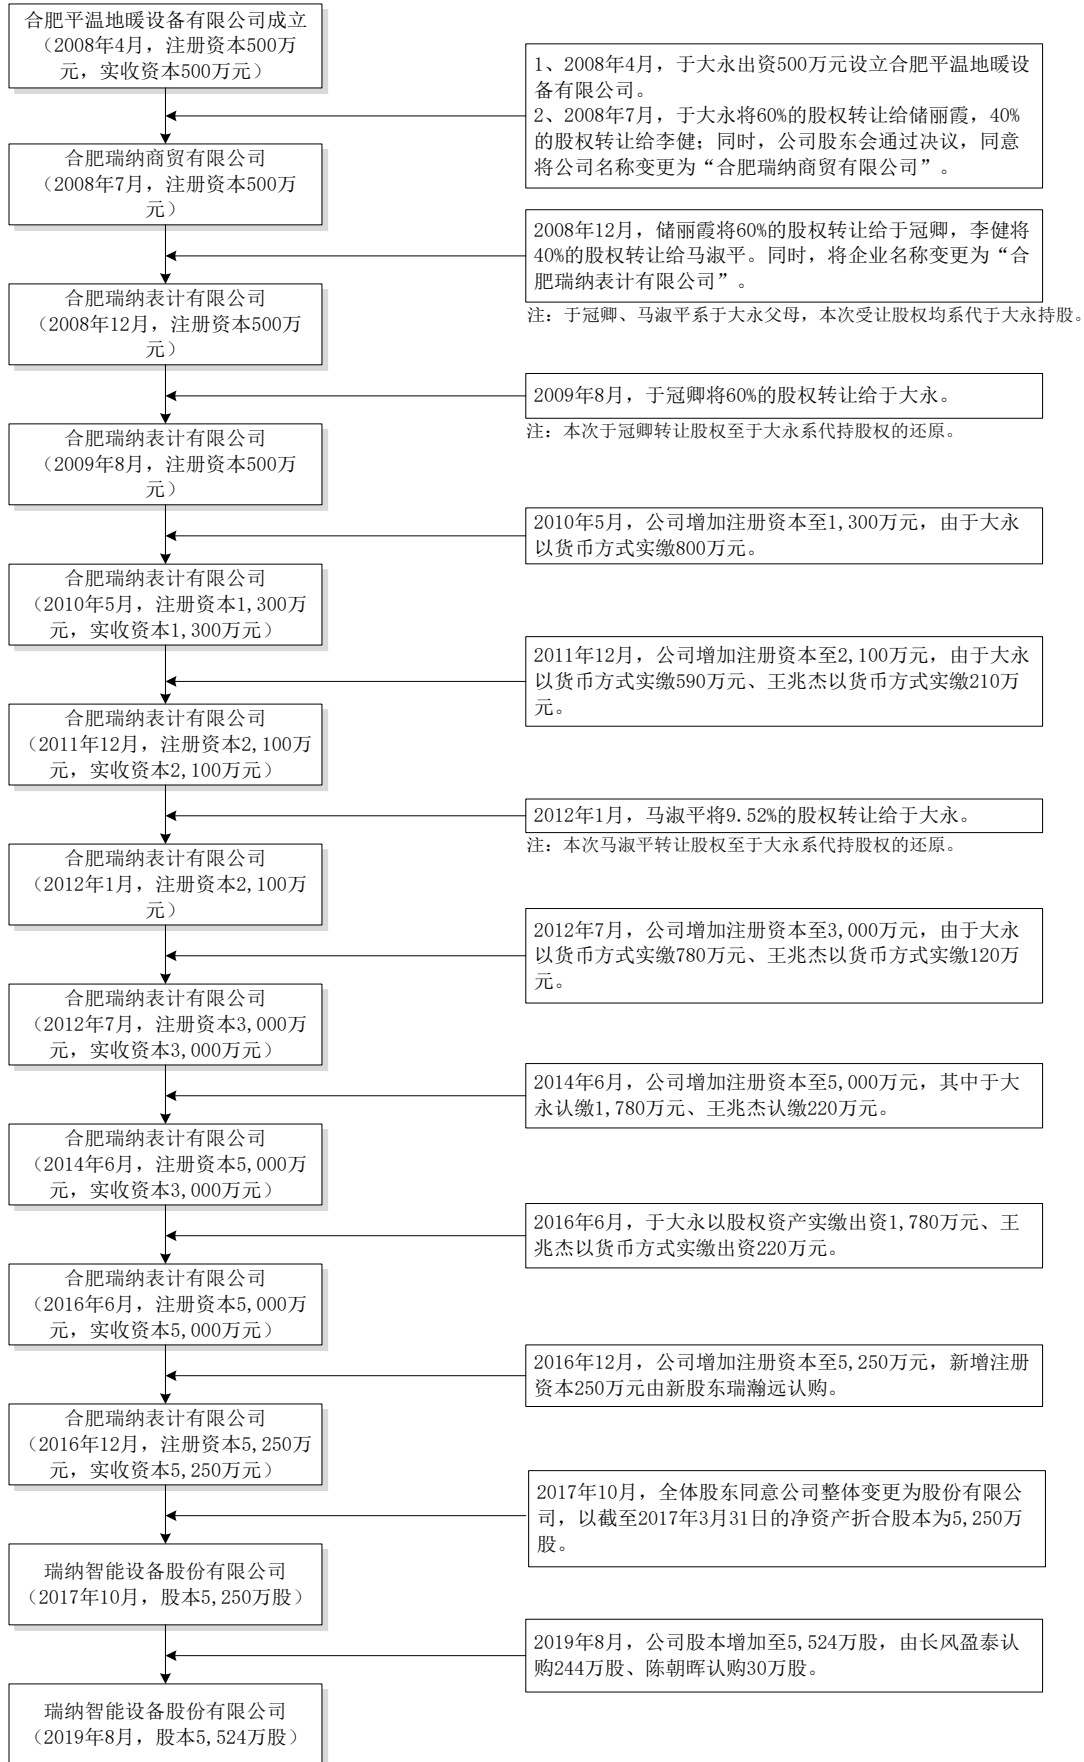 合肥平温地暖设备有限公司成立
（2008年4月，注册资本500万
元，实收资本500万元）
1、2008年4月，于大永出资500万元设立合肥平温地暖设
备有限公司。
2、2008年7月，于大永将60%的股权转让给储丽霞，40%
的股权转让给李健；同时，公司股东会通过决议，同意
将公司名称变更为“合肥瑞纳商贸有限公司”。
合肥瑞纳商贸有限公司
（2008年7月，注册资本500万
元）
2008年12月，储丽霞将60%的股权转让给于冠卿，李健将
40%的股权转让给马淑平。同时，将企业名称变更为“合
肥瑞纳表计有限公司”。
注：于冠卿、马淑平系于大永父母，本次受让股权均系代于大永持股。
合肥瑞纳表计有限公司
（2008年12月，注册资本500万
元）
2009年8月，于冠卿将60%的股权转让给于大永。
注：本次于冠卿转让股权至于大永系代持股权的还原。
合肥瑞纳表计有限公司
（2009年8月，注册资本500万
元）
2010年5月，公司增加注册资本至1,300万元，由于大永
以货币方式实缴800万元。
合肥瑞纳表计有限公司
（2010年5月，注册资本1,300万
元，实收资本1,300万元）
2011年12月，公司增加注册资本至2,100万元，由于大永
以货币方式实缴590万元、王兆杰以货币方式实缴210万
元。
合肥瑞纳表计有限公司
（2011年12月，注册资本2,100万
元，实收资本2,100万元）
2012年1月，马淑平将9.52%的股权转让给于大永。
注：本次马淑平转让股权至于大永系代持股权的还原。
合肥瑞纳表计有限公司
（2012年1月，注册资本2,100万
元）
2012年7月，公司增加注册资本至3,000万元，由于大永
以货币方式实缴780万元、王兆杰以货币方式实缴120万
元。
合肥瑞纳表计有限公司
（2012年7月，注册资本3,000万
元，实收资本3,000万元）
2014年6月，公司增加注册资本至5,000万元，其中于大
永认缴1,780万元、王兆杰认缴220万元。
合肥瑞纳表计有限公司
（2014年6月，注册资本5,000万
元，实收资本3,000万元）
2016年6月，于大永以股权资产实缴出资1,780万元、王
兆杰以货币方式实缴出资220万元。
合肥瑞纳表计有限公司
（2016年6月，注册资本5,000万
元，实收资本5,000万元）
2016年12月，公司增加注册资本至5,250万元，新增注册
资本250万元由新股东瑞瀚远认购。
合肥瑞纳表计有限公司
（2016年12月，注册资本5,250万
元，实收资本5,250万元）
2017年10月，全体股东同意公司整体变更为股份有限公
司，以截至2017年3月31日的净资产折合股本为5,250万
股。
瑞纳智能设备股份有限公司
（2017年10月，股本5,250万股）
2019年8月，公司股本增加至5,524万股，由长风盈泰认
购244万股、陈朝晖认购30万股。
瑞纳智能设备股份有限公司
（2019年8月，股本5,524万股）